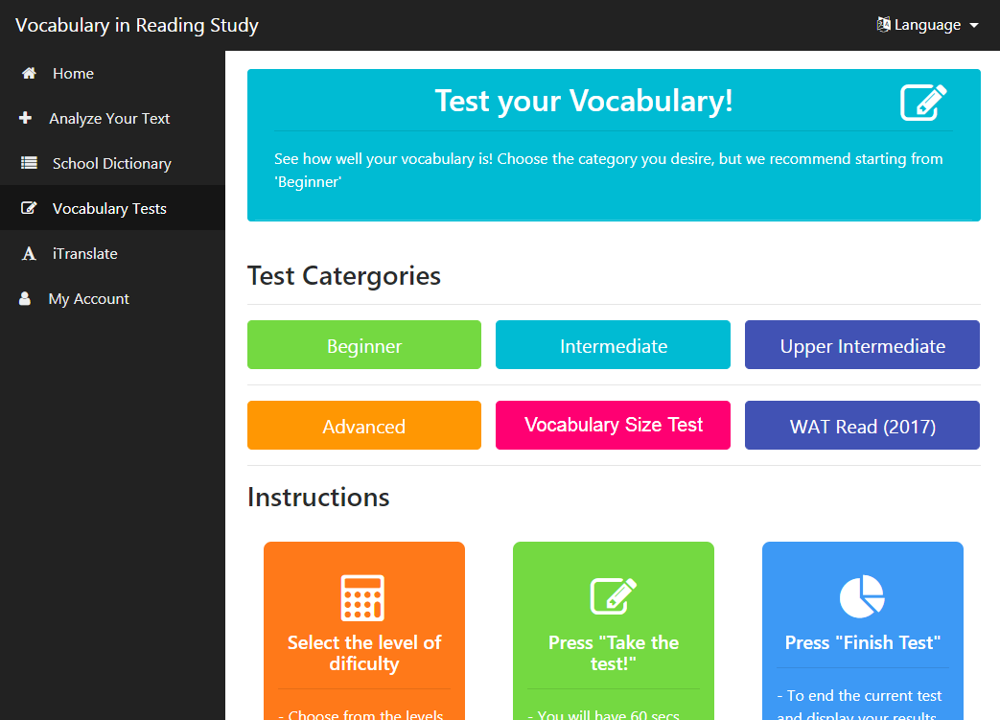 Vocabulary in Reading Study
Language
Home
Analyze Your Text
School Dictionary
Vocabulary Tests
iTranslate
My Account
Test your Vocabulary!
See how well your vocabulary is! Choose the category you desire, but we recommend starting from
'Beginner'
Test Catergories
Beginner
Intermediate
Upper Intermediate
Advanced
Vocabulary Size Test
WAT Read (2017)
Instructions
Select the level of
dificulty
- Choose from the levels
Press "Take the
test!"
- You will have 60 secs
Press "Finish Test"
- To end the current test
and display your results